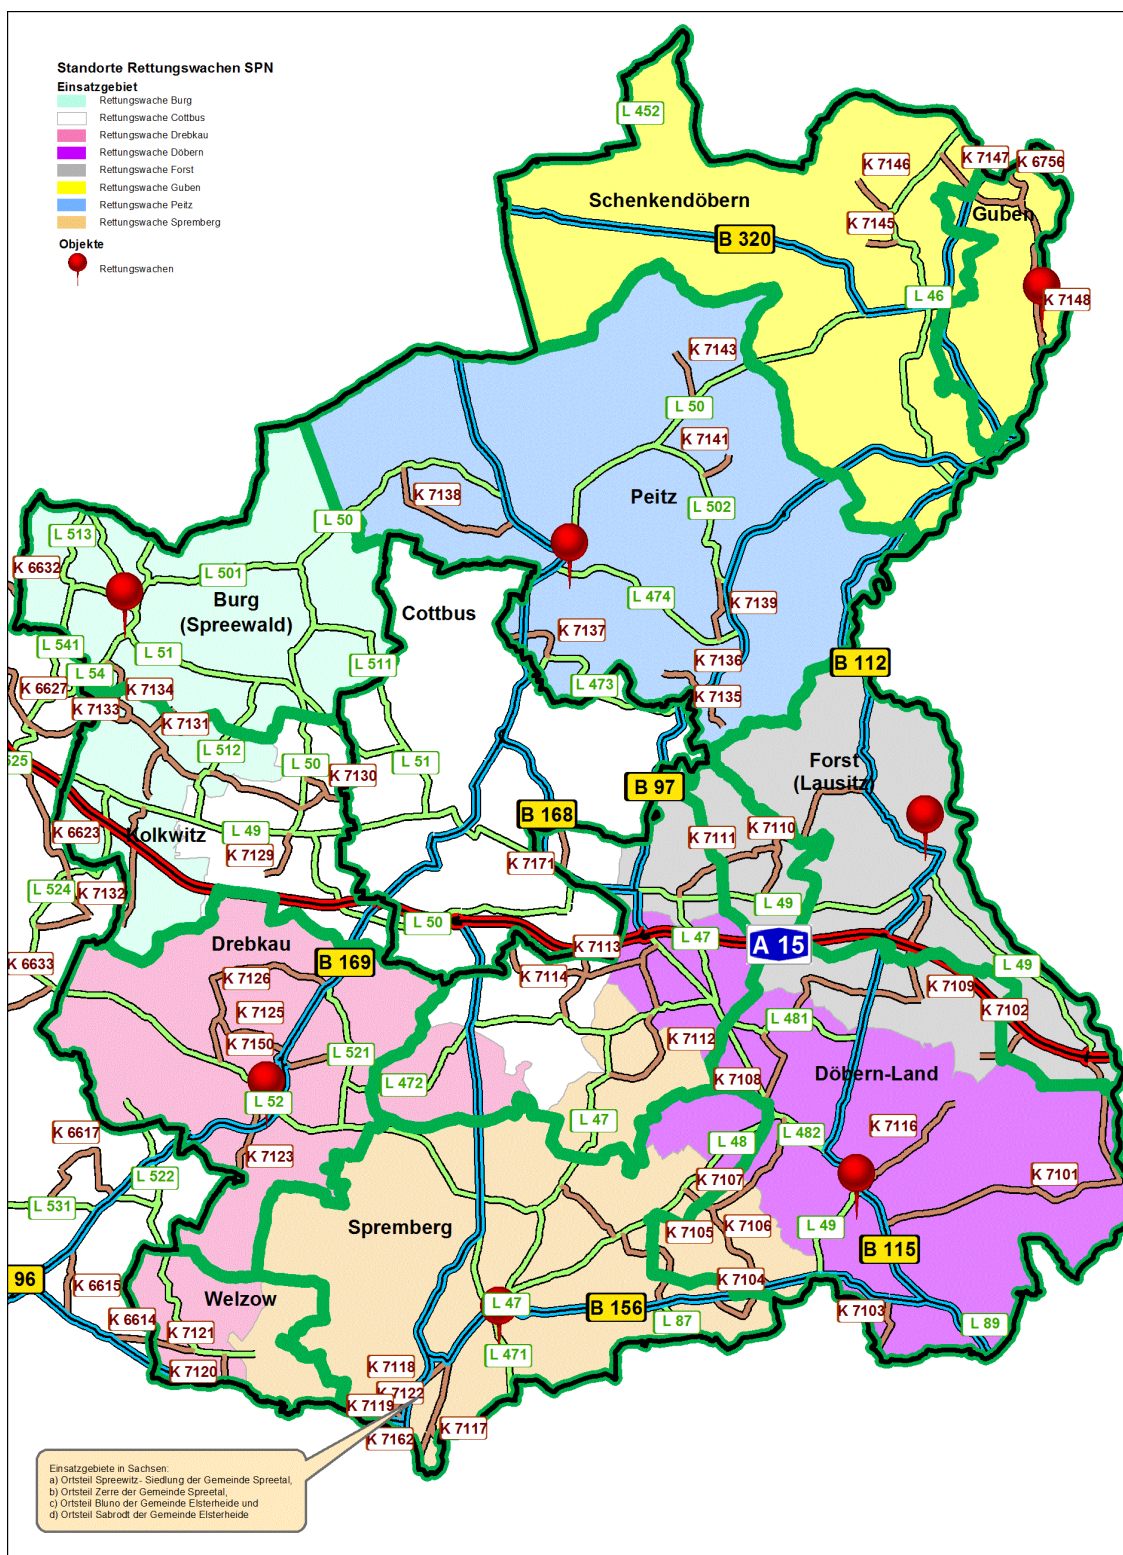 Standorte Rettungswachen SPN
Einsatzgebiet
Rettungswache Burg
Rettungswache Cottbus
Rettungswache Drebkau
Rettungswache Döbern
Rettungswache Forst
Rettungswache Guben
Rettungswache Peitz
Rettungswache Spremberg
Objekte
Rettungswachen
L 452
K 7146
K 7147
K 6756
Schenkendöbern
Guben
K 7145
B 320
L 46
K 7148
K 7143
L 50
K 7141
K 7138
Peitz
L 502
L 50
L 513
K 6632
L 501
Burg
(Spreewald)
Cottbus
L 474
K 7139
K 7137
L 541
L 51
L 511
K 7136
B 112
L 54
K 6627
K 7134
L 473
K 7135
K 7133
K 7131
L 512
525
L 50
K 7130
L 51
Forst
(Lausitz)
B 97
B 168
K 6623
Kolkwitz
L 49
K 7129
K 7111
K 7110
K 7171
L 524
K 7132
L 49
L 50
Drebkau
K 7113
L 47
A 15
K 6633
B 169
K 7126
K 7114
L 49
K 7109
K 7125
K 7102
L 481
K 7150
L 521
K 7112
L 472
K 7108
Döbern-Land
L 52
L 47
K 6617
K 7123
L 48
L 482
K 7116
L 522
K 7107
K 7101
L 531
Spremberg
K 7105
K 7106
L 49
B 115
96
K 6615
Welzow
K 7104
L 47
B 156
K 7103
K 6614
K 7121
L 87
L 89
L 471
K 7120
K 7118
K 7122
K 7119
K 7162
K 7117
Einsatzgebiete in Sachsen:
a) Ortsteil Spreewitz- Siedlung der Gemeinde Spreetal,
b) Ortsteil Zerre der Gemeinde Spreetal,
c) Ortsteil Bluno der Gemeinde Elsterheide und
d) Ortsteil Sabrodt der Gemeinde Elsterheide